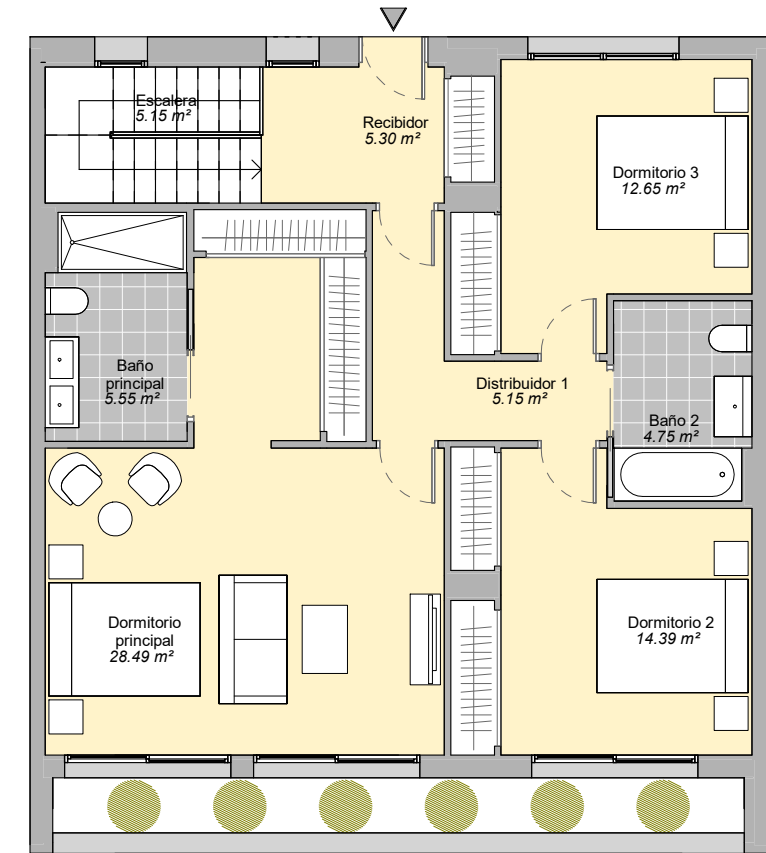 Escalera
5.15 m²
Recibidor
5.30 m²
Dormitorio 3
12.65 m²
Baño
principal
5.55 m²
Distribuidor 1
5.15 m²
Baño 2
4.75 m²
Dormitorio
principal
28.49 m²
Dormitorio 2
14.39 m²